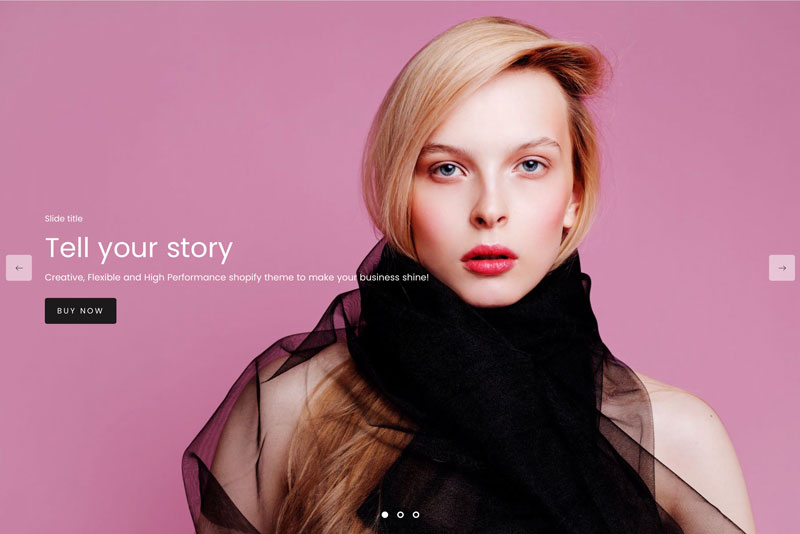 Slide title
Tell your story
Creative, Flexible and High Performance shopify theme to make your business shine!
BUY NOW